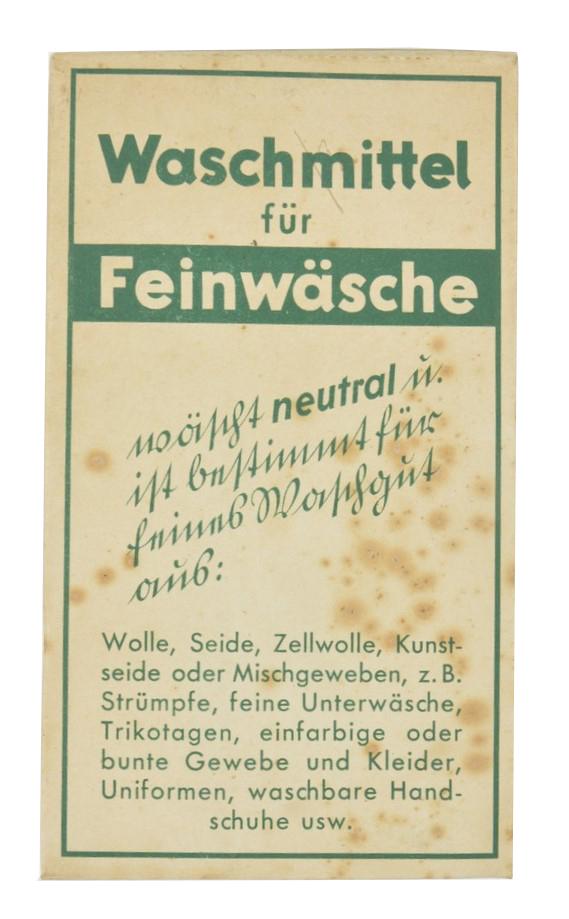 Waschmittel
für
Feinwäsche
wäscht neutral u.
ist bestimmt für
feines Waschgut
aus:
Wolle, Seide, Zellwolle, Kunst-
seide oder Mischgeweben, z. B.
Strümpfe, feine Unterwäsche,
Trikotagen, einfarbige oder
bunte Gewebe und Kleider,
Uniformen, waschbare Hand-
schuhe usw.